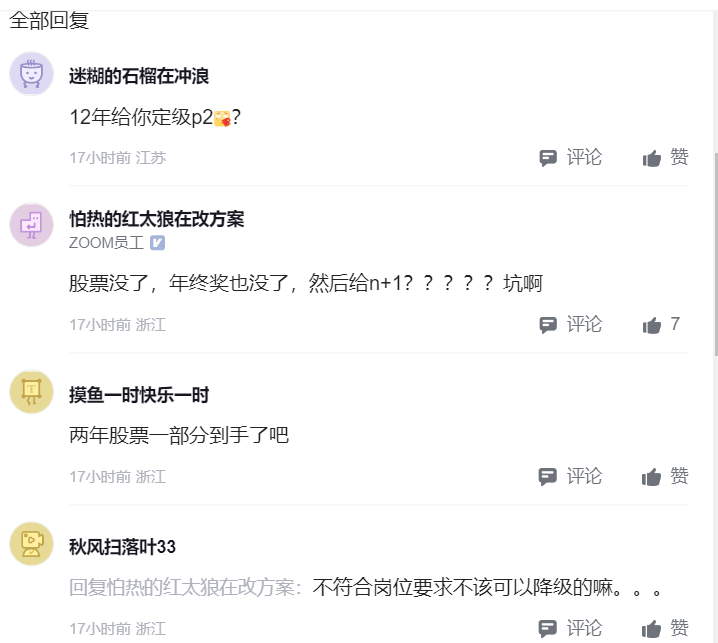 全部回复
迷糊的石榴在冲浪
12年给你定级p2?
17小时前 江苏
评论
赞
怕热的红太狼在改方案
ZOOM员工
股票没了，年终奖也没了，然后给n+1？？？？？坑啊
17小时前 浙江
评论
7
摸鱼一时快乐一时
两年股票一部分到手了吧
17小时前 浙江
评论
赞
秋风扫落叶33
回复怕热的红太狼在改方案：不符合岗位要求不该可以降级的嘛。。。
17小时前 浙江
评论
赞